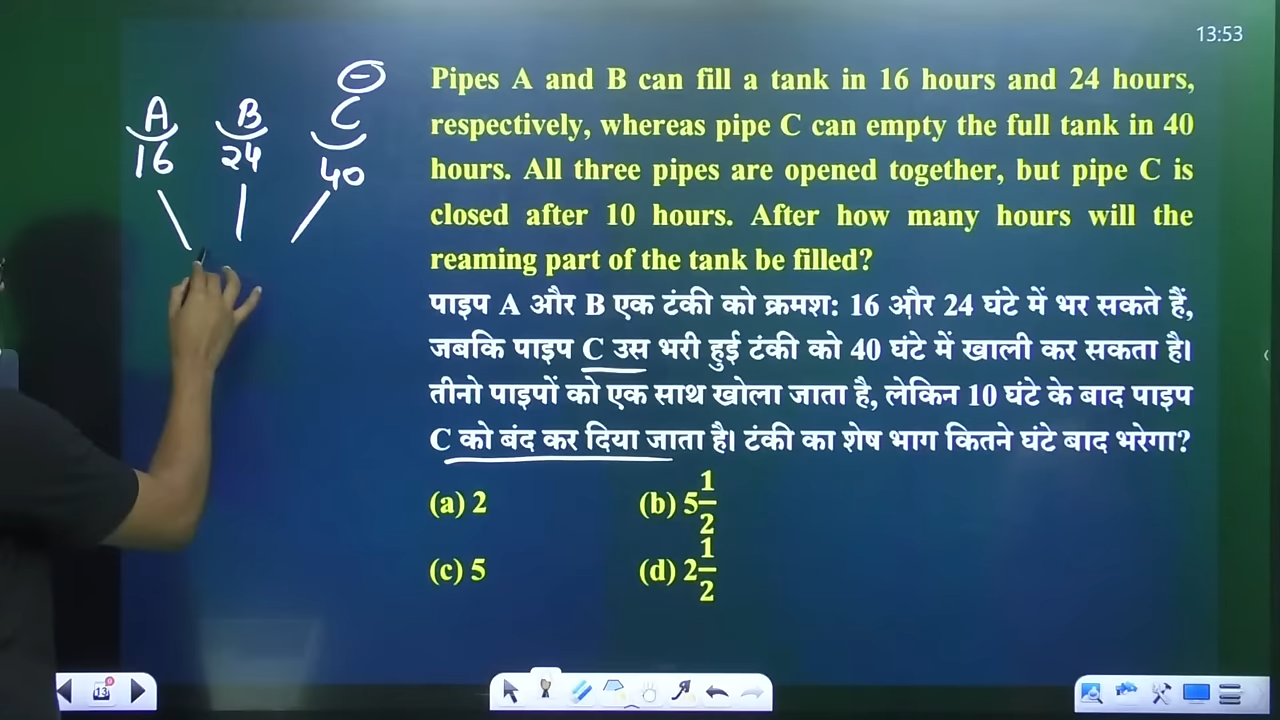 13:53
A B C
16 24 40
Pipes A and B can fill a tank in 16 hours and 24 hours,
respectively, whereas pipe C can empty the full tank in 40
hours. All three pipes are opened together, but pipe C is
closed after 10 hours. After how many hours will the
reaming part of the tank be filled?
पाइप A और B एक टंकी को क्रमश: 16 और 24 घंटे में भर सकते हैं,
जबकि पाइप C उस भरी हुई टंकी को 40 घंटे में खाली कर सकता है।
तीनो पाइपों को एक साथ खोला जाता है, लेकिन 10 घंटे के बाद पाइप
C को बंद कर दिया जाता है। टंकी का शेष भाग कितने घंटे बाद भरेगा?
(a) 2 (b) 5 1/2
(c) 5 (d) 2 1/2
13